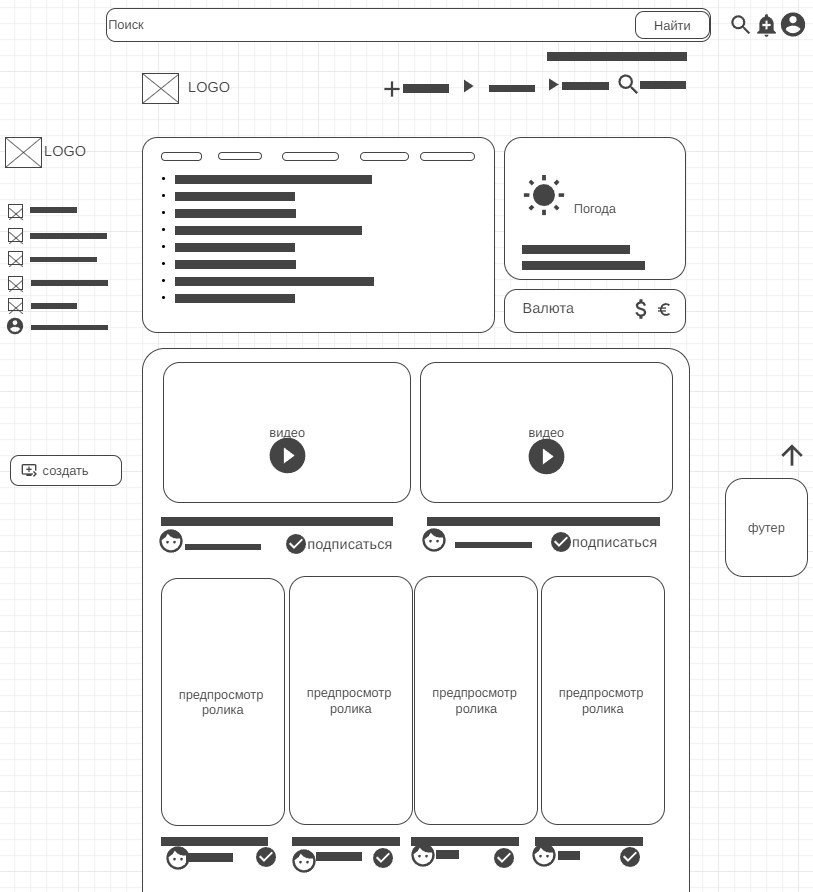 Поиск
Найти
LOGO
LOGO
Погода
Валюта
видео
видео
создать
футер
подписаться
подписаться
предпросмотр
ролика
предпросмотр
ролика
предпросмотр
ролика
предпросмотр
ролика